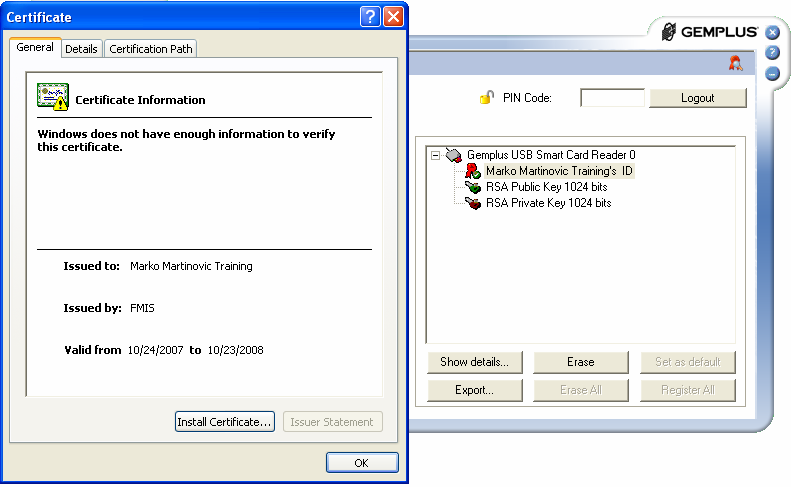 Certificate
General
Details
Certification Path
Certificate Information
Windows does not have enough information to verify
this certificate.
Issued to: Marko Martinovic Training
Issued by: FMIS
Valid from 10/24/2007 to 10/23/2008
Install Certificate...
Issuer Statement
OK
GEMPLUS
PIN Code:
Logout
Gemplus USB Smart Card Reader 0
Marko Martinovic Training's ID
RSA Public Key 1024 bits
RSA Private Key 1024 bits
Show details...
Erase
Set as default
Export...
Erase All
Register All